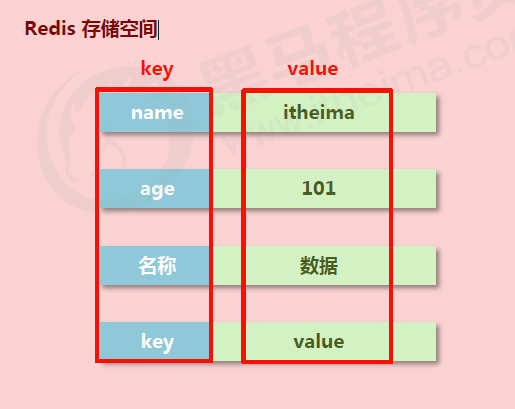 Redis 存储空间
key value
name itheima
age 101
名称 数据
key value
黑马程序员
www.itheima.com